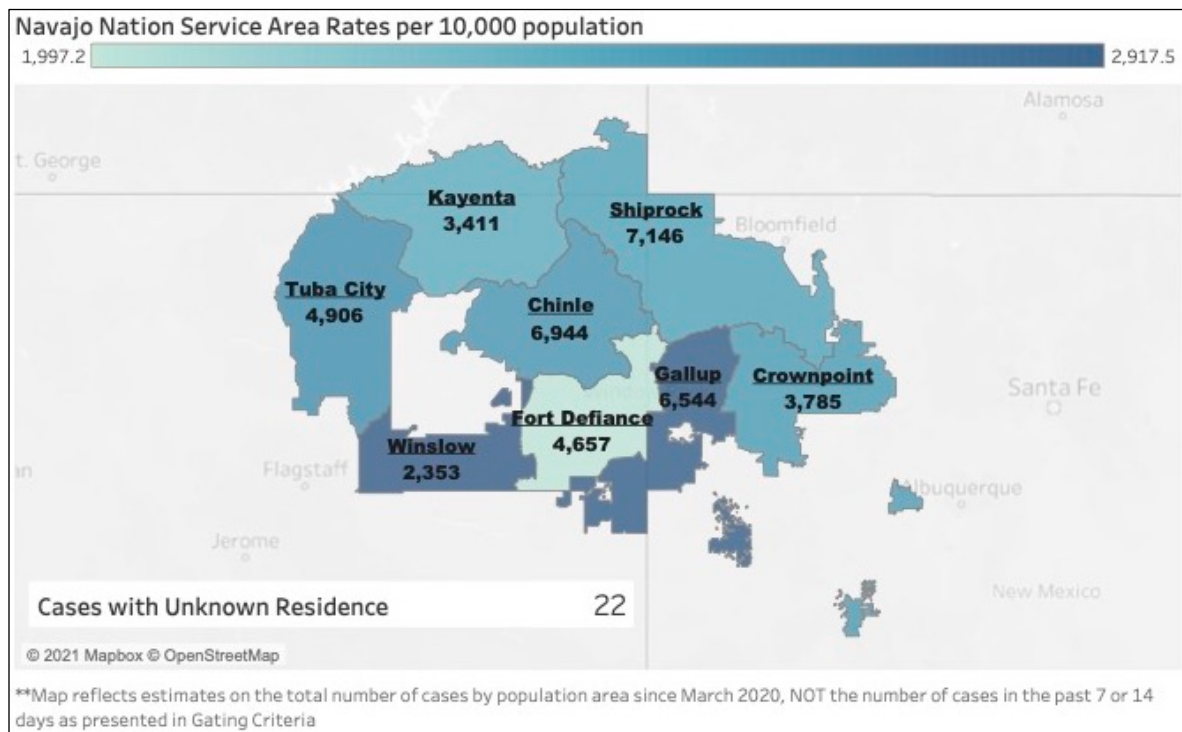 Navajo Nation Service Area Rates per 10,000 population
1,997.2
2,917.5
Alamosa
t. George
Kayenta
3,411
Shiprock
7,146
Bloomfield
Tuba City
4,906
Chinle
6,944
Gallup
6,544
Crownpoint
3,785
Santa Fe
Fort Defiance
4,657
Winslow
2,353
Flagstaff
an
Albuquerque
Jerome
New Mexico
Cases with Unknown Residence 22
© 2021 Mapbox © OpenStreetMap
**Map reflects estimates on the total number of cases by population area since March 2020, NOT the number of cases in the past 7 or 14
days as presented in Gating Criteria